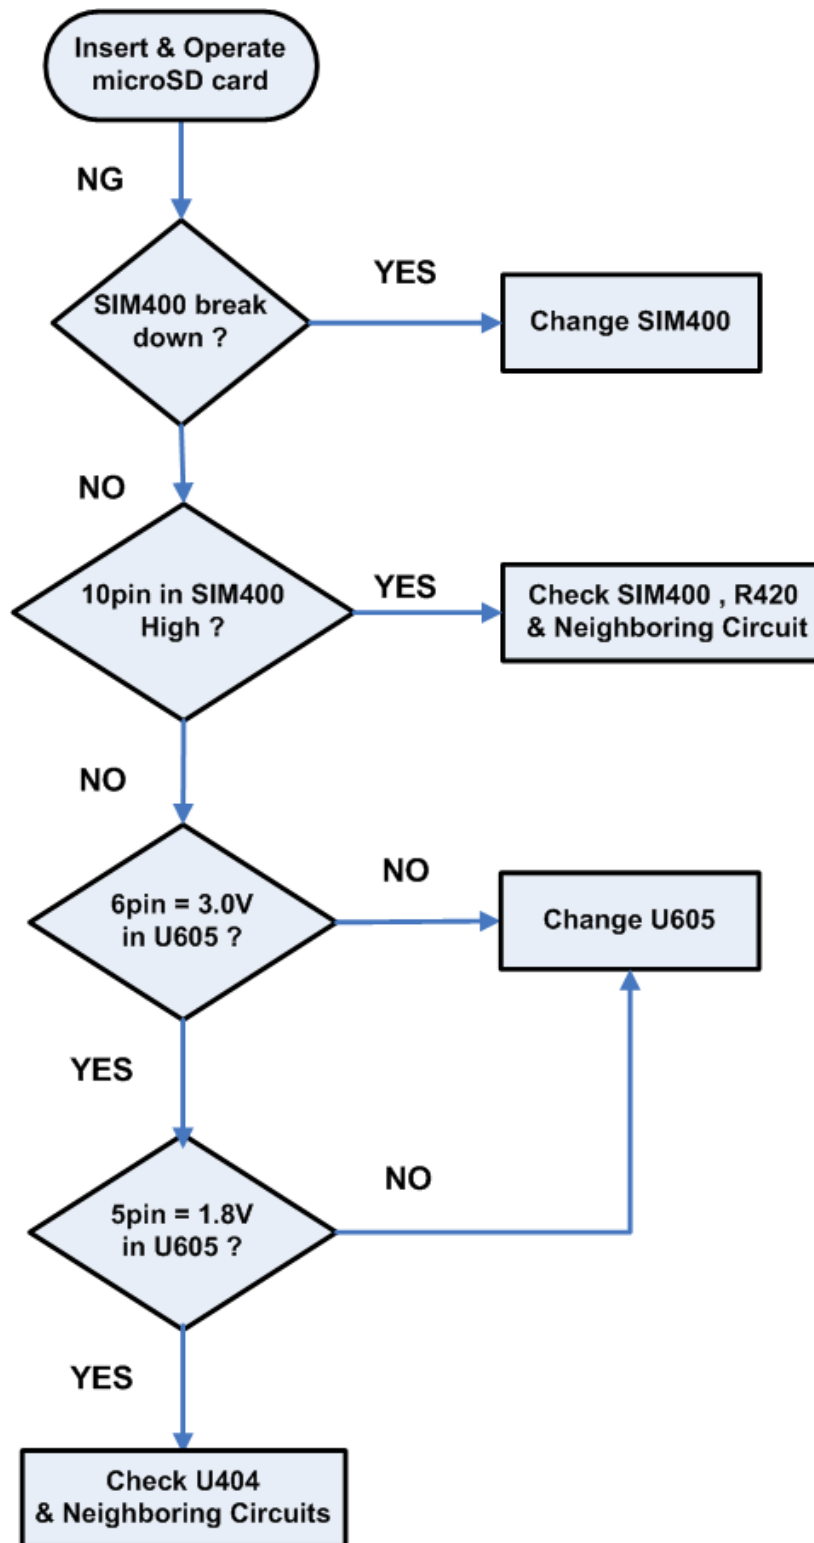 Insert & Operate
microSD card
NG
SIM400 break
down ?
YES
Change SIM400
NO
10pin in SIM400
High ?
YES
Check SIM400 , R420
& Neighboring Circuit
NO
6pin = 3.0V
in U605 ?
NO
Change U605
YES
5pin = 1.8V
in U605 ?
NO
YES
Check U404
& Neighboring Circuits